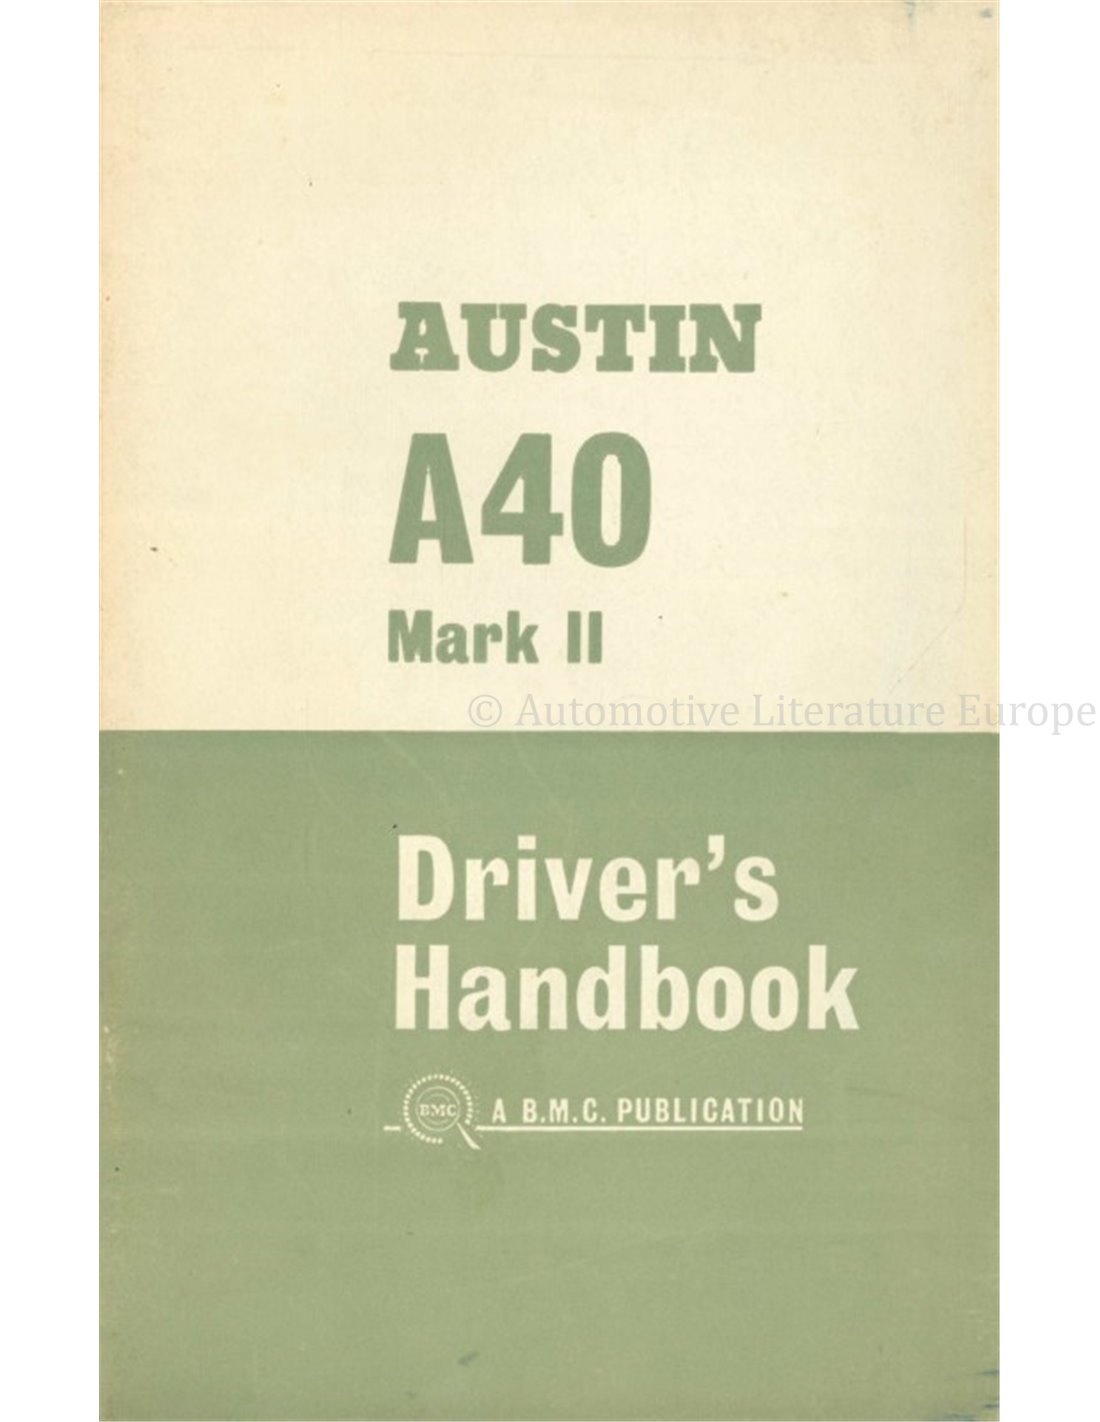 AUSTIN
A40
Mark II
© Automotive Literature Europe
Driver's
Handbook
BMC A B.M.C. PUBLICATION